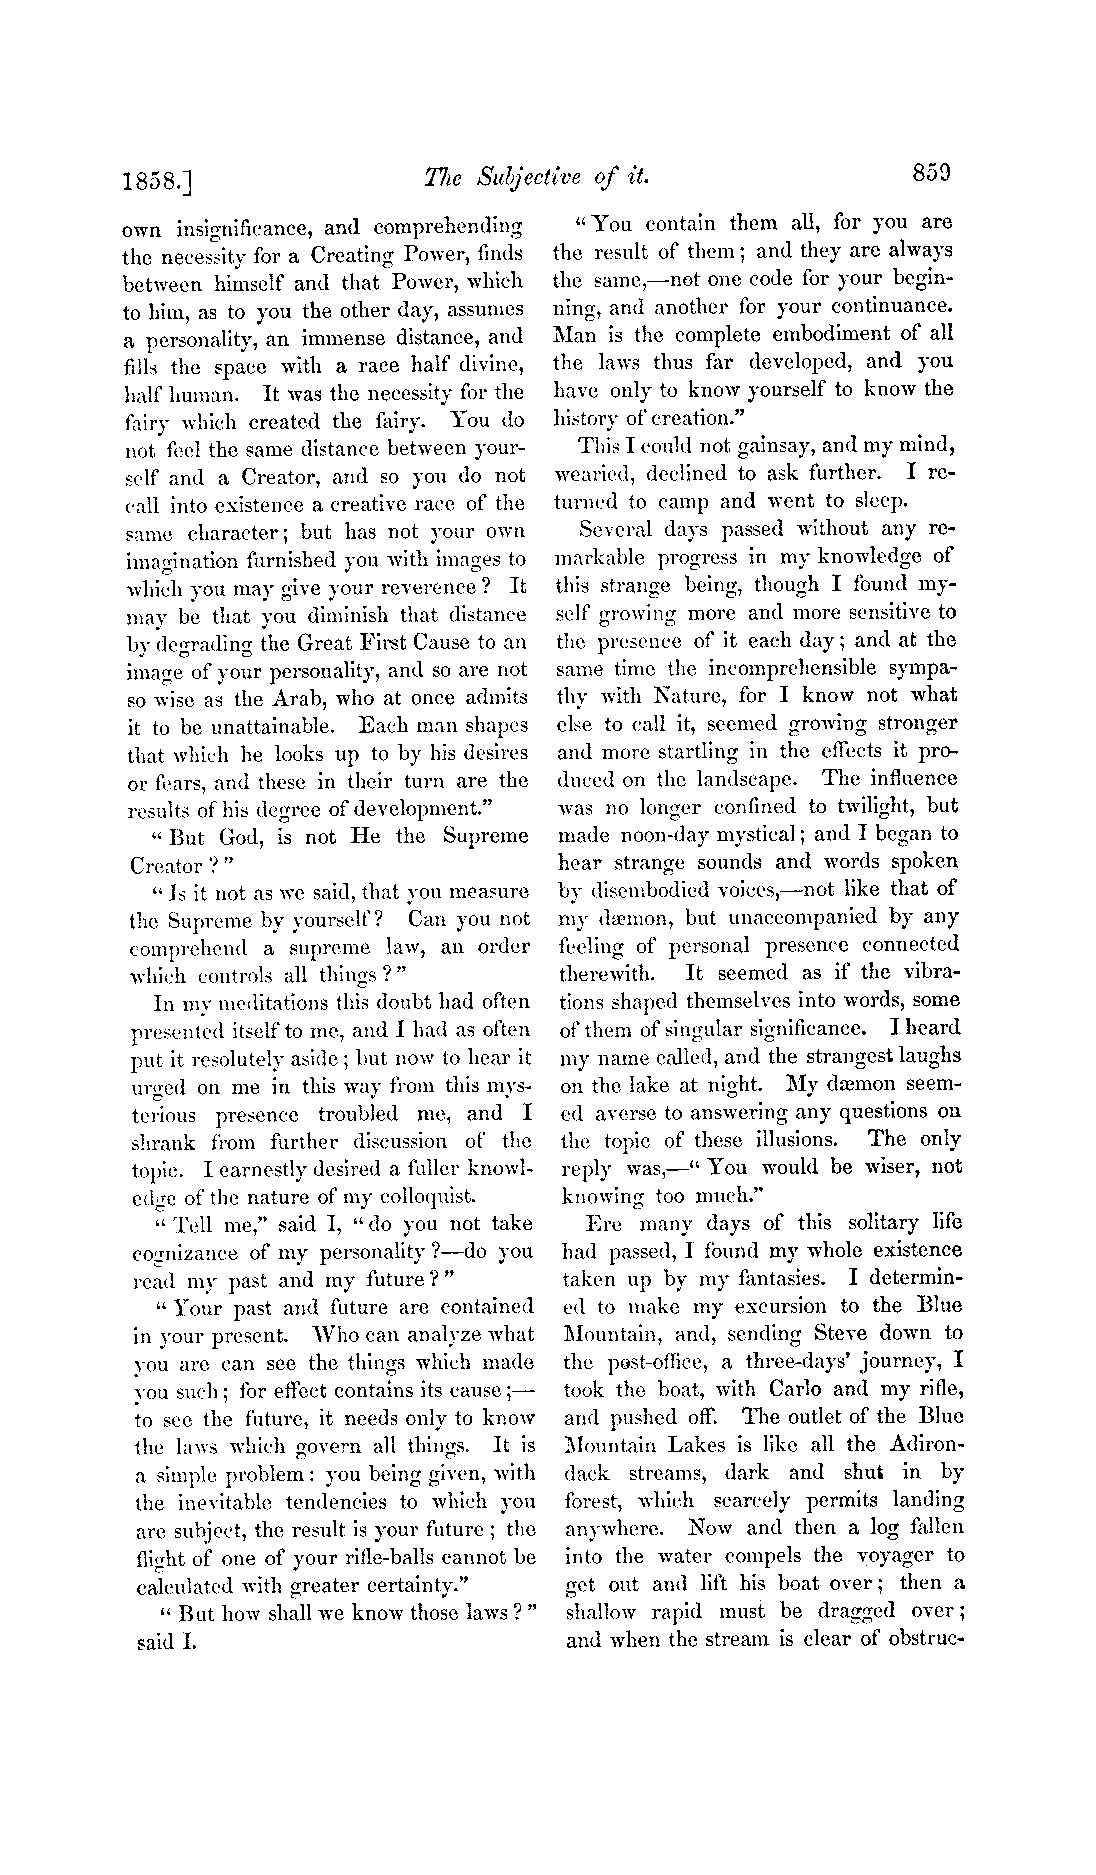 1858.] The Subjective of it. 859
own insignificance, and comprehending
the necessity for a Creating Power, finds
between himself and that Power, which
to him, as to you the other day, assumes
a personality, an immense distance, and
fills the space with a race half divine,
half human. It was the necessity for the
fairy which created the fairy. You do
not feel the same distance between your-
self and a Creator, and so you do not
call into existence a creative race of the
same character; but has not your own
imagination furnished you with images to
which you may give your reverence? It
may be that you diminish that distance
by degrading the Great First Cause to an
image of your personality, and so are not
so wise as the Arab, who at once admits
it to be unattainable. Each man shapes
that which he looks up to by his desires
or fears, and these in their turn are the
results of his degree of development."
"But God, is not He the Supreme
Creator?"
"Is it not as we said, that you measure
the Supreme by yourself? Can you not
comprehend a supreme law, an order
which controls all things?"
In my meditations this doubt had often
presented itself to me, and I had as often
put it resolutely aside; but now to hear it
urged on me in this way from this mys-
terious presence troubled me, and I
shrank from further discussion of the
topic. I earnestly desired a fuller knowl-
edge of the nature of my colloquist.
"Tell me," said I, "do you not take
cognizance of my personality?—do you
read my past and my future?"
"Your past and future are contained
in your present. Who can analyze what
you are can see the things which made
you such; for effect contains its cause;—
to see the future, it needs only to know
the laws which govern all things. It is
a simple problem: you being given, with
the inevitable tendencies to which you
are subject, the result is your future; the
flight of one of your rifle-balls cannot be
calculated with greater certainty."
"But how shall we know those laws?"
said I.
"You contain them all, for you are
the result of them; and they are always
the same,—not one code for your begin-
ning, and another for your continuance.
Man is the complete embodiment of all
the laws thus far developed, and you
have only to know yourself to know the
history of creation."
This I could not gainsay, and my mind,
wearied, declined to ask further. I re-
turned to camp and went to sleep.
Several days passed without any re-
markable progress in my knowledge of
this strange being, though I found my-
self growing more and more sensitive to
the presence of it each day; and at the
same time the incomprehensible sympa-
thy with Nature, for I know not what
else to call it, seemed growing stronger
and more startling in the effects it pro-
duced on the landscape. The influence
was no longer confined to twilight, but
made noon-day mystical; and I began to
hear strange sounds and words spoken
by disembodied voices,—not like that of
my dæmon, but unaccompanied by any
feeling of personal presence connected
therewith. It seemed as if the vibra-
tions shaped themselves into words, some
of them of singular significance. I heard
my name called, and the strangest laughs
on the lake at night. My dæmon seem-
ed averse to answering any questions on
the topic of these illusions. The only
reply was,—"You would be wiser, not
knowing too much."
Ere many days of this solitary life
had passed, I found my whole existence
taken up by my fantasies. I determin-
ed to make my excursion to the Blue
Mountain, and, sending Steve down to
the post-office, a three-days' journey, I
took the boat, with Carlo and my rifle,
and pushed off. The outlet of the Blue
Mountain Lakes is like all the Adiron-
dack streams, dark and shut in by
forest, which scarcely permits landing
anywhere. Now and then a log fallen
into the water compels the voyager to
get out and lift his boat over; then a
shallow rapid must be dragged over;
and when the stream is clear of obstruc-